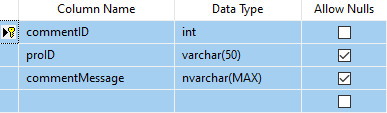 Column Name Data Type Allow Nulls
commentID int
proID varchar(50)
commentMessage nvarchar(MAX)